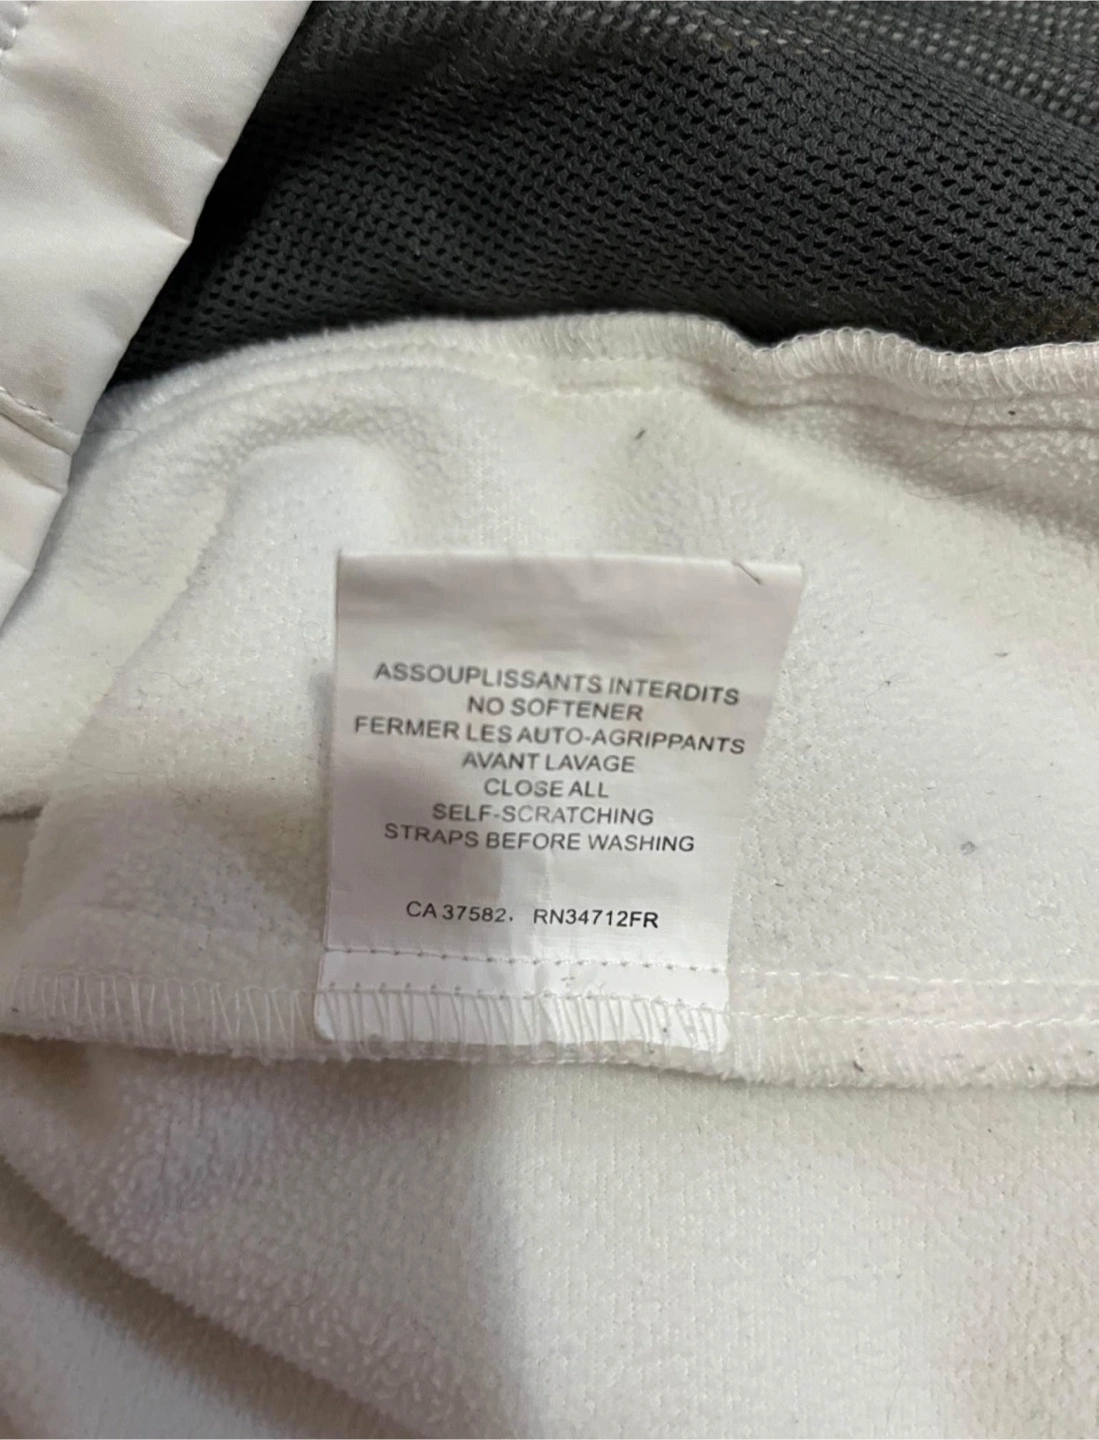 ASSOUPLISSANTS INTERDITS
NO SOFTENER
FERMER LES AUTO-AGRIPPANTS
AVANT LAVAGE
CLOSE ALL
SELF-SCRATCHING
STRAPS BEFORE WASHING
CA 37582, RN34712FR